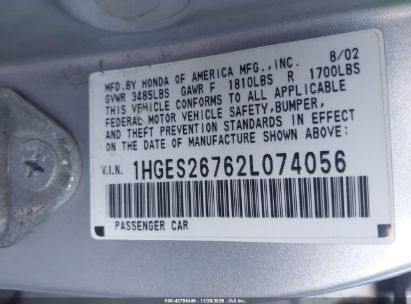 MFD.BY HONDA OF AMERICA MFG.,INC. 8/02
GVWR 3485LBS GAWR F 1810LBS R 1700LBS
THIS VEHICLE CONFORMS TO ALL APPLICABLE
FEDERAL MOTOR VEHICLE SAFETY,BUMPER,
AND THEFT PREVENTION STANDARDS IN EFFECT
ON THE DATE OF MANUFACTURE SHOWN ABOVE.
V.I.N. 1HGES26762L074056
PASSENGER CAR